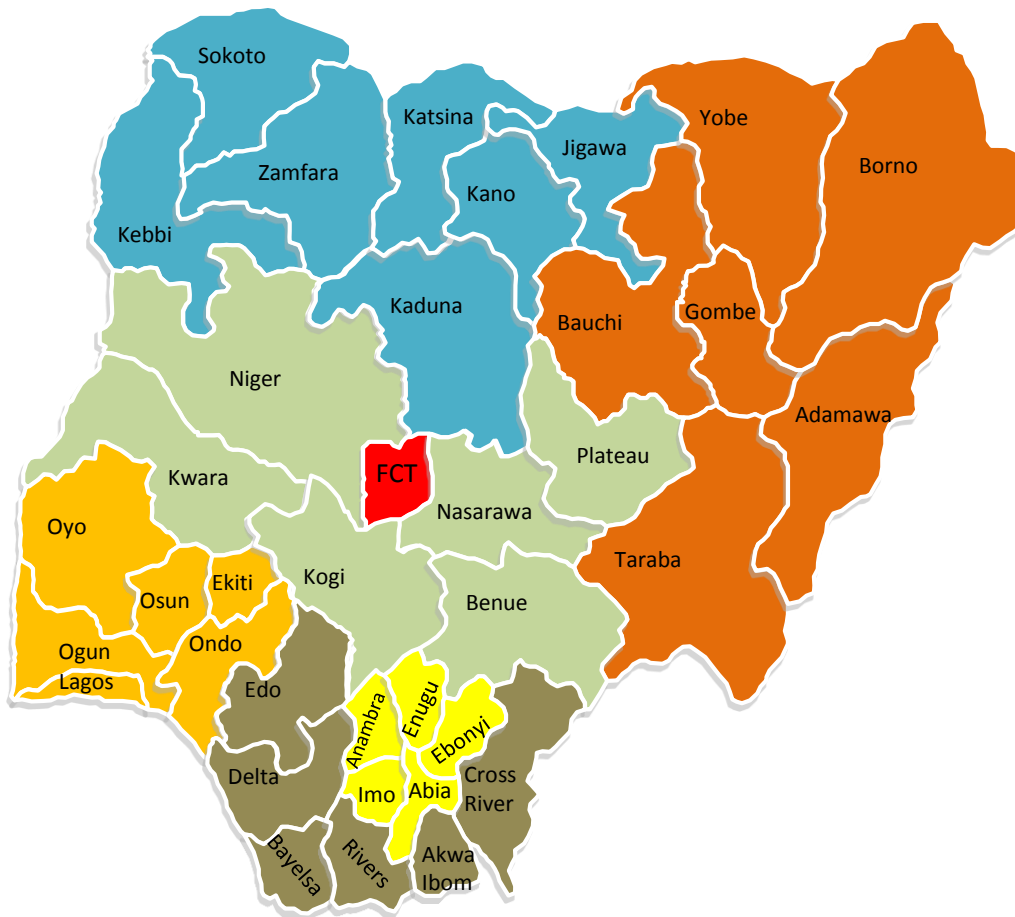 Sokoto
Katsina
Yobe
Jigawa
Borno
Zamfara
Kano
Kebbi
Kaduna
Bauchi
Gombe
Niger
Adamawa
Plateau
Kwara
FCT
Nasarawa
Oyo
Taraba
Ekiti
Kogi
Osun
Benue
Ondo
Ogun
Lagos
Edo
Anambra
Enugu
Ebonyi
Delta
Imo
Abia
Cross
River
Bayelsa
Rivers
Akwa
Ibom